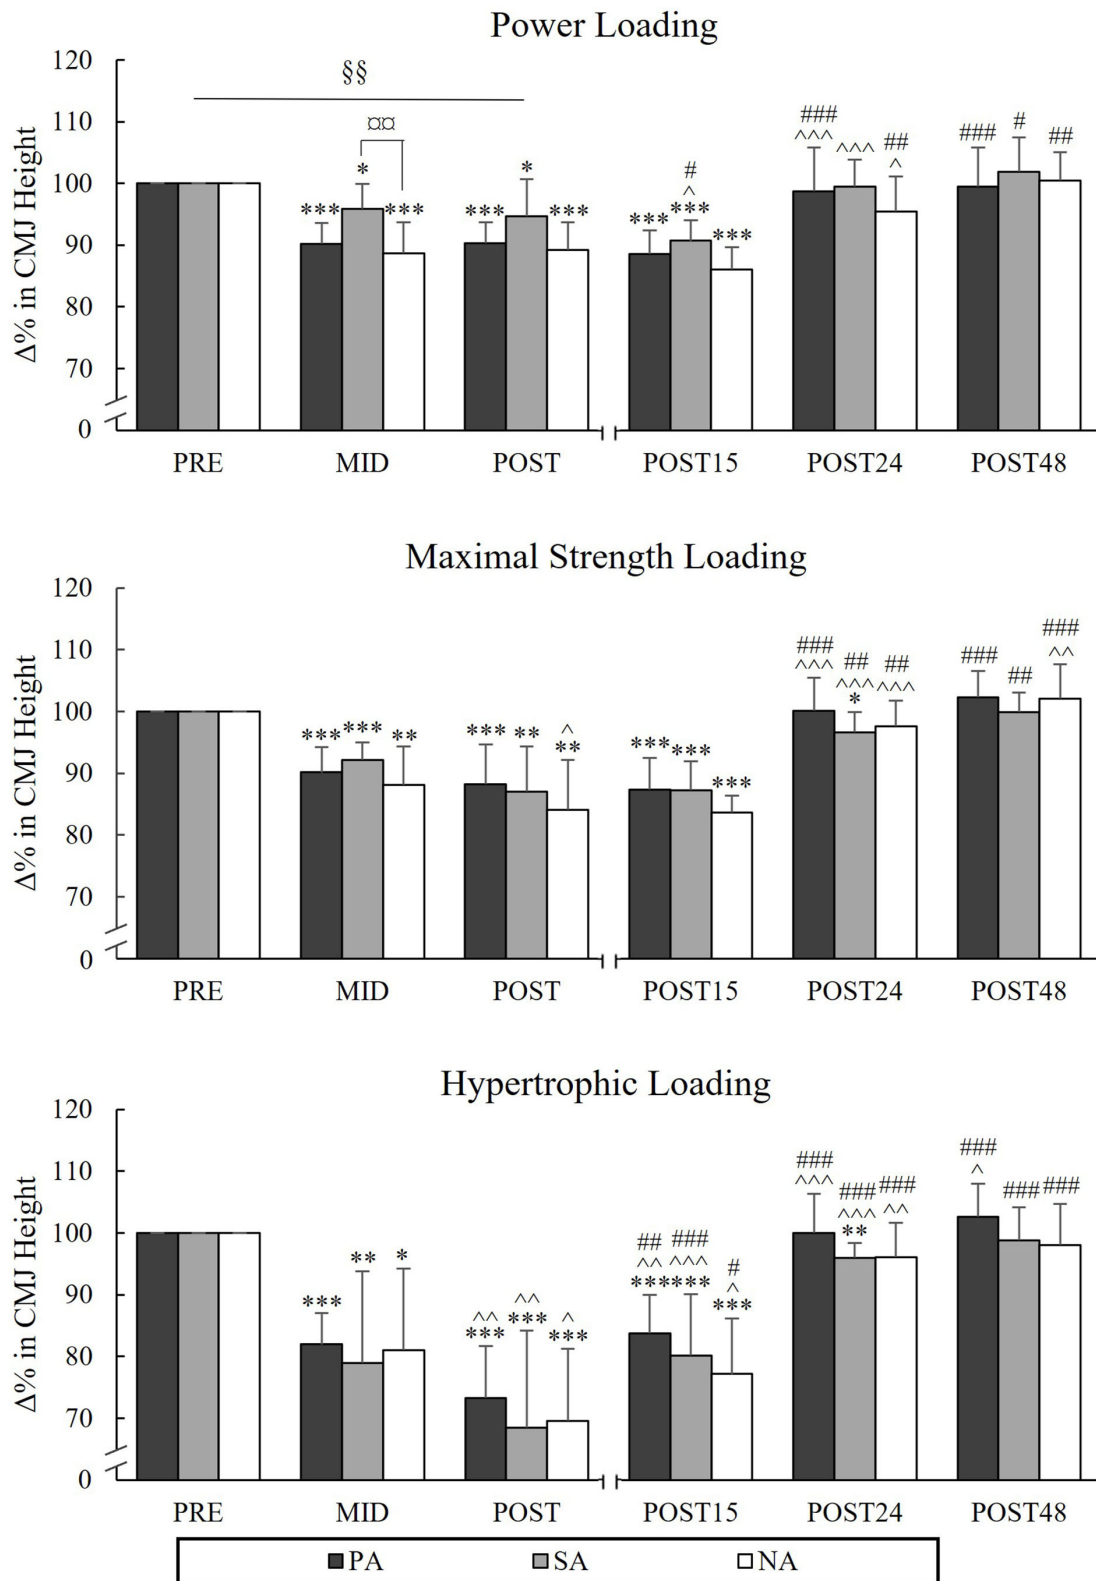 Power Loading
Δ% in CMJ Height
120
110
100
90
80
70
0
§§
¤¤
*** * ***
*** * ***
*** # ^ *** ***
### ^^^ ^^^ ## ^
### # ##
PRE MID POST POST15 POST24 POST48
Maximal Strength Loading
Δ% in CMJ Height
120
110
100
90
80
70
0
*** *** **
*** ** ^ **
*** *** ***
### ^^^ ## ^^^ * ## ^^^
### ## ### ^^
PRE MID POST POST15 POST24 POST48
Hypertrophic Loading
Δ% in CMJ Height
120
110
100
90
80
70
0
*** ** *
^^ *** ^^ *** ^ ***
## ^^ *** ### ^^^ *** # ^ ***
### ^^^ ### ^^^ ** ### ^^
### ^ ### ###
PRE MID POST POST15 POST24 POST48
PA SA NA